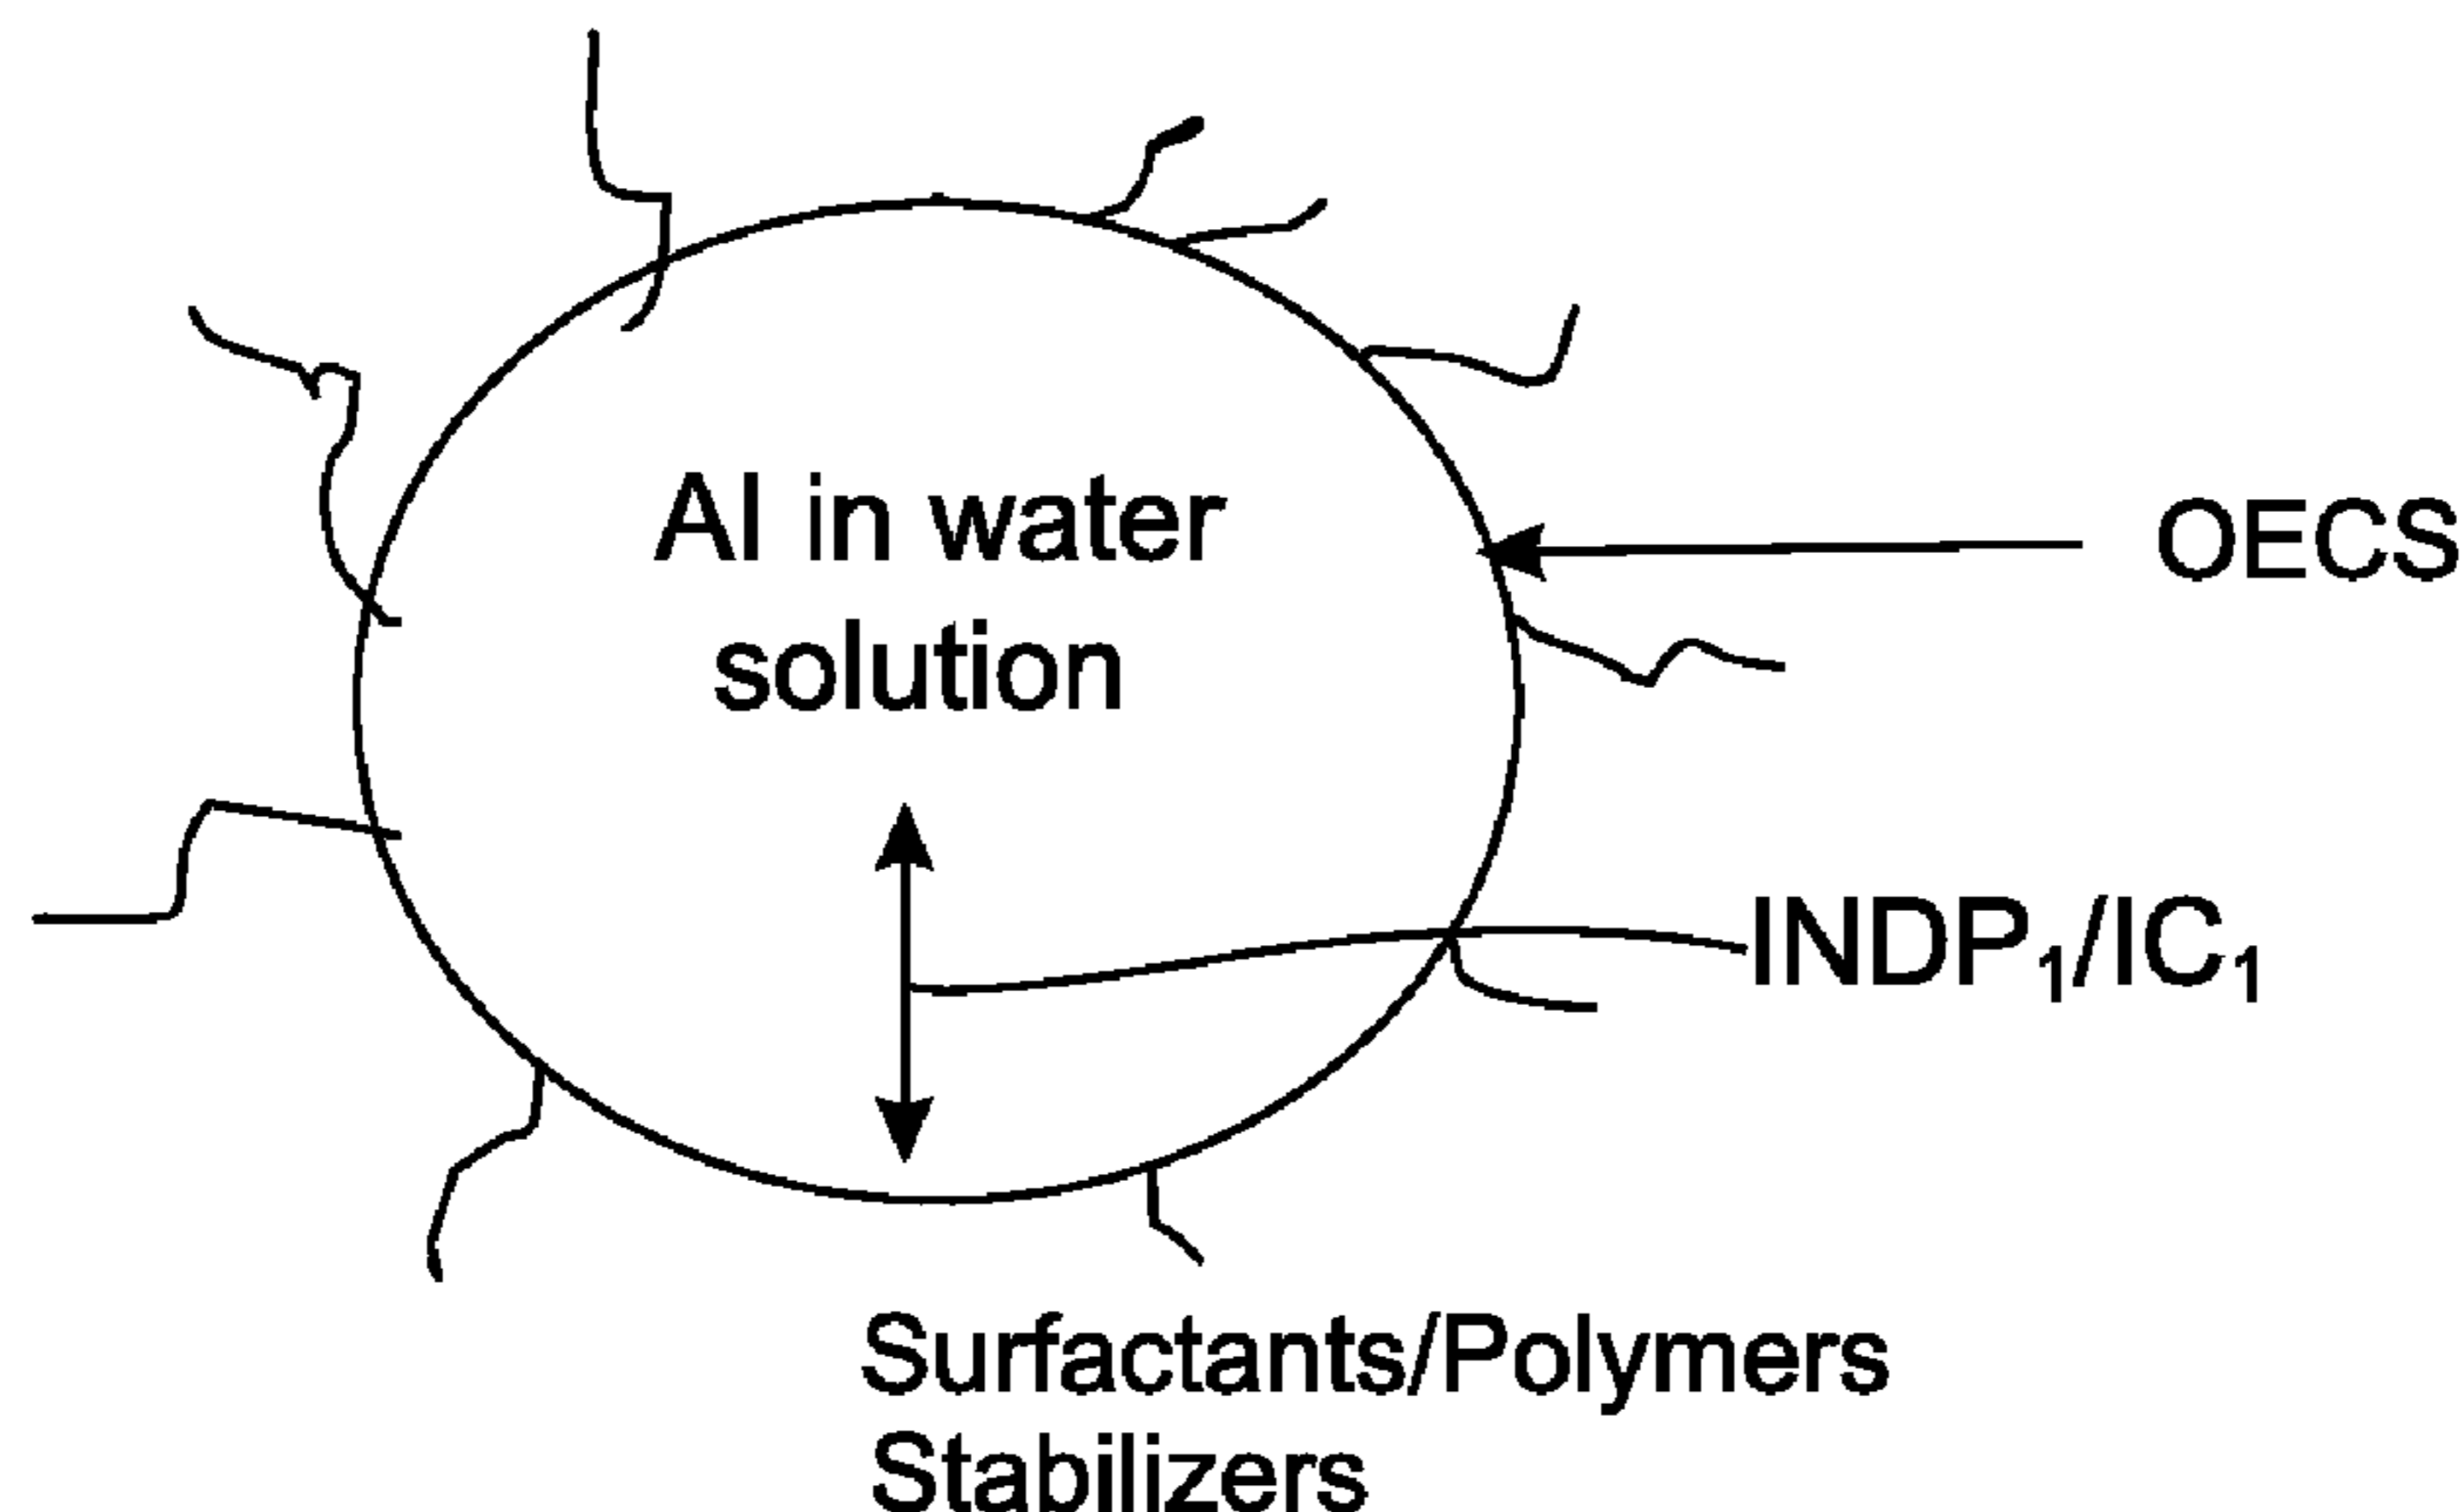 AI in water
solution
OECS
INDP₁/IC₁
Surfactants/Polymers
Stabilizers